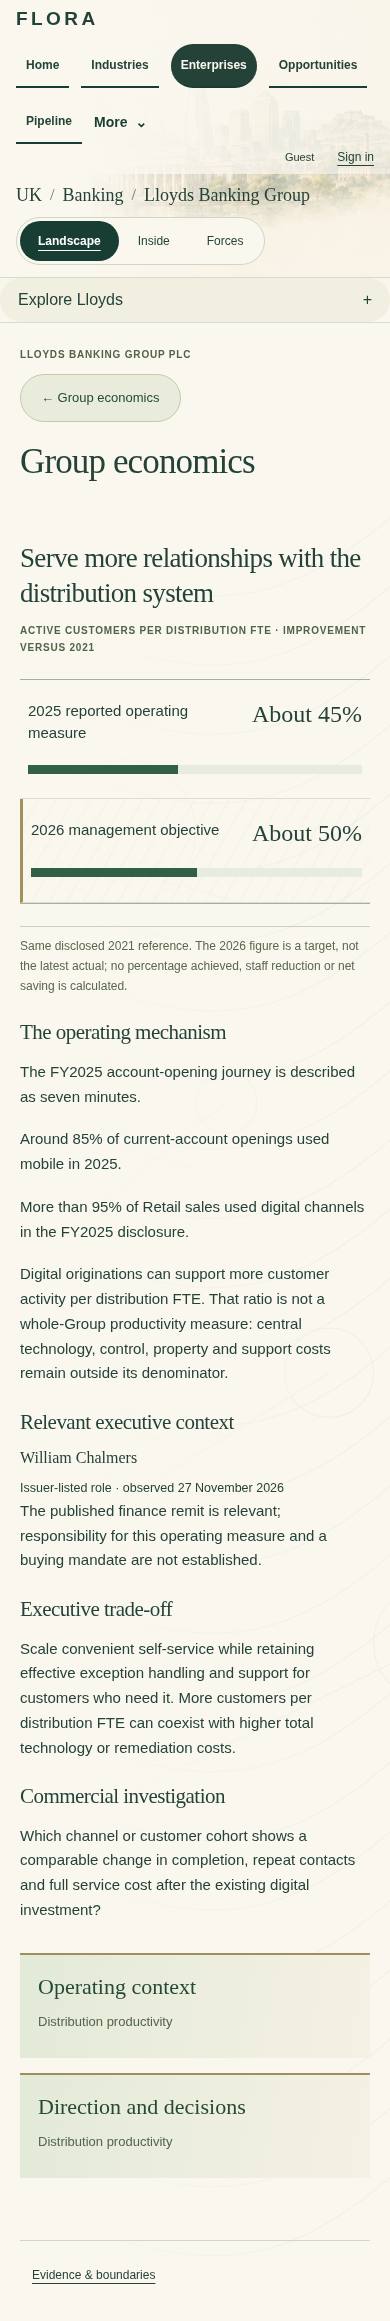 FLORA
Home Industries Enterprises Opportunities
Pipeline More
Guest Sign in
UK / Banking / Lloyds Banking Group
Landscape Inside Forces
Explore Lloyds +
LLOYDS BANKING GROUP PLC
← Group economics
Group economics
Serve more relationships with the
distribution system
ACTIVE CUSTOMERS PER DISTRIBUTION FTE · IMPROVEMENT
VERSUS 2021
2025 reported operating
measure
About 45%
2026 management objective About 50%
Same disclosed 2021 reference. The 2026 figure is a target, not
the latest actual; no percentage achieved, staff reduction or net
saving is calculated.
The operating mechanism
The FY2025 account-opening journey is described
as seven minutes.
Around 85% of current-account openings used
mobile in 2025.
More than 95% of Retail sales used digital channels
in the FY2025 disclosure.
Digital originations can support more customer
activity per distribution FTE. That ratio is not a
whole-Group productivity measure: central
technology, control, property and support costs
remain outside its denominator.
Relevant executive context
William Chalmers
Issuer-listed role · observed 27 November 2026
The published finance remit is relevant;
responsibility for this operating measure and a
buying mandate are not established.
Executive trade-off
Scale convenient self-service while retaining
effective exception handling and support for
customers who need it. More customers per
distribution FTE can coexist with higher total
technology or remediation costs.
Commercial investigation
Which channel or customer cohort shows a
comparable change in completion, repeat contacts
and full service cost after the existing digital
investment?
Operating context
Distribution productivity
Direction and decisions
Distribution productivity
Evidence & boundaries